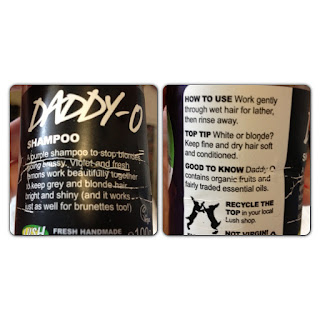 DADDY-O
SHAMPOO
A purple shampoo to stop blondes
going brassy. Violet and fresh
lemons work beautifully together
to keep grey and blonde hair
bright and shiny (and it works
just as well for brunettes too!)
LUSH
FRESH HANDMADE
100g
HOW TO USE Work gently
through wet hair for lather,
then rinse away.
TOP TIP White or blonde?
Keep fine and dry hair soft
and conditioned.
GOOD TO KNOW Daddy-O
contains organic fruits and
fairly traded essential oils.
RECYCLE THE
TOP in your local
Lush shop.
NOT VIRGIN!